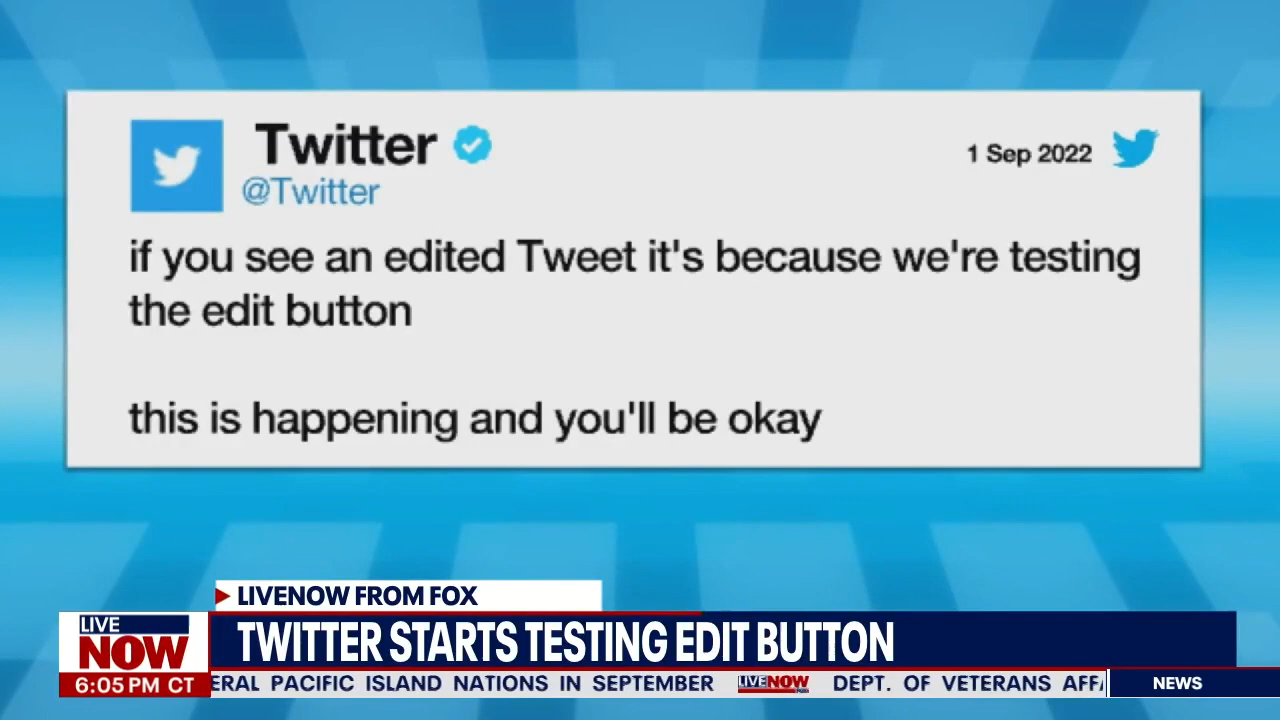 Twitter
@Twitter
1 Sep 2022
if you see an edited Tweet it's because we're testing
the edit button
this is happening and you'll be okay
LIVENOW FROM FOX
LIVE
NOW
TWITTER STARTS TESTING EDIT BUTTON
6:05 PM CT
ERAL PACIFIC ISLAND NATIONS IN SEPTEMBER LIVENOW DEPT. OF VETERANS AFF
NEWS